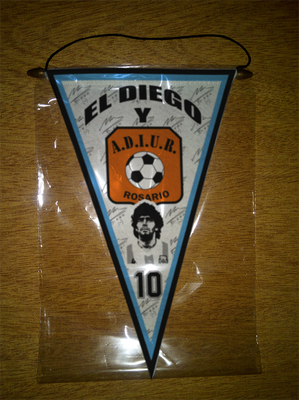 EL DIEGO
Y
A.D.I.U.R.
ROSARIO
10